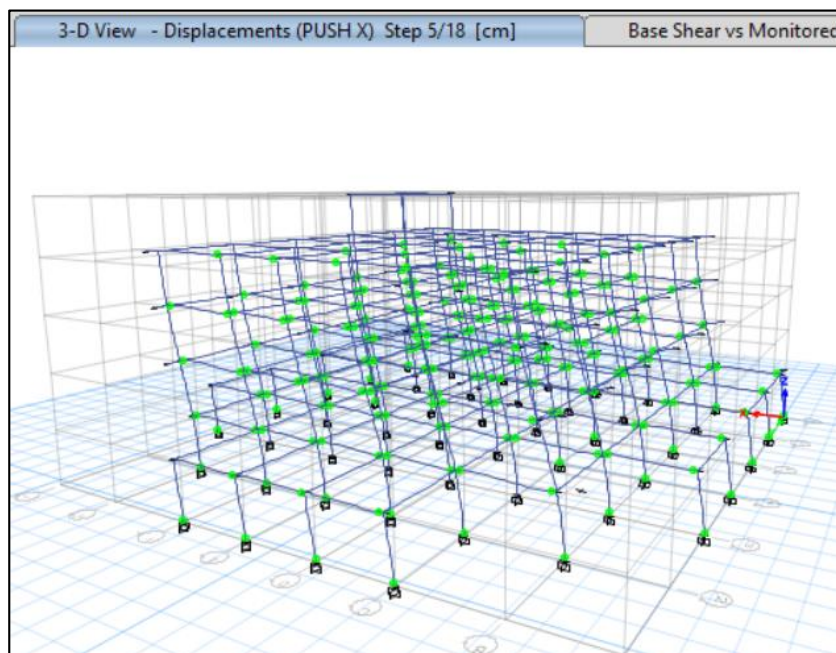 3-D View - Displacements (PUSH X) Step 5/18 [cm]
Base Shear vs Monitored